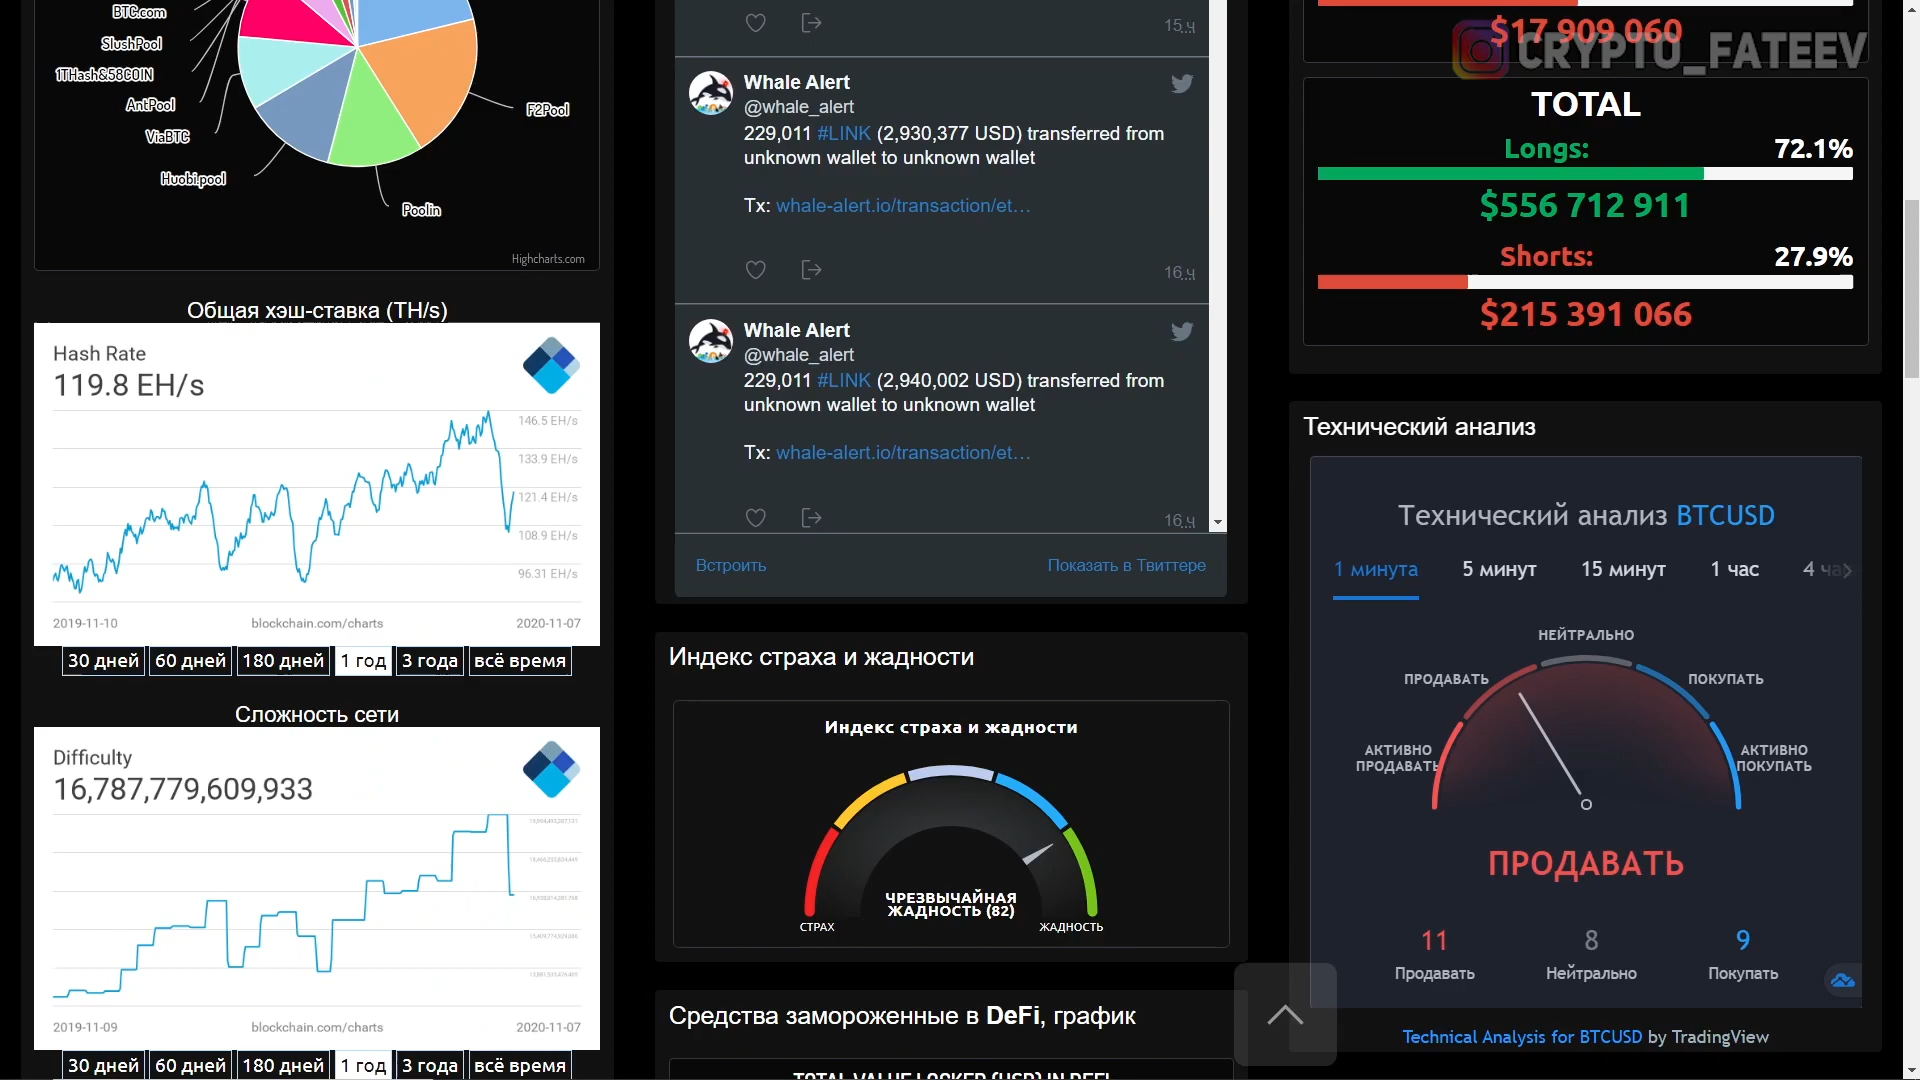 BTC.com
SlushPool
1THash&58COIN
AntPool
ViaBTC
Huobi.pool
F2Pool
Poolin
Highcharts.com
Общая хэш-ставка (TH/s)
Hash Rate
119.8 EH/s
146.5 EH/s
133.9 EH/s
121.4 EH/s
108.9 EH/s
96.31 EH/s
2019-11-10 blockchain.com/charts 2020-11-07
30 дней 60 дней 180 дней 1 год 3 года всё время
Сложность сети
Difficulty
16,787,779,609,933
2019-11-09 blockchain.com/charts 2020-11-07
30 дней 60 дней 180 дней 1 год 3 года всё время
15 ч
Whale Alert
@whale_alert
229,011 #LINK (2,930,377 USD) transferred from
unknown wallet to unknown wallet
Tx: whale-alert.io/transaction/et…
16 ч
Whale Alert
@whale_alert
229,011 #LINK (2,940,002 USD) transferred from
unknown wallet to unknown wallet
Tx: whale-alert.io/transaction/et…
16 ч
Встроить Показать в Твиттере
Индекс страха и жадности
Индекс страха и жадности
ЧРЕЗВЫЧАЙНАЯ
ЖАДНОСТЬ (82)
СТРАХ ЖАДНОСТЬ
Средства замороженные в DeFi, график
TOTAL VALUE LOCKED (USD) IN DEFI
$17 909 060
CRYPTO_FATEEV
TOTAL
Longs: 72.1%
$556 712 911
Shorts: 27.9%
$215 391 066
Технический анализ
Технический анализ BTCUSD
1 минута 5 минут 15 минут 1 час 4 ча
НЕЙТРАЛЬНО
ПРОДАВАТЬ ПОКУПАТЬ
АКТИВНО
ПРОДАВАТЬ
АКТИВНО
ПОКУПАТЬ
ПРОДАВАТЬ
11 8 9
Продавать Нейтрально Покупать
Technical Analysis for BTCUSD by TradingView